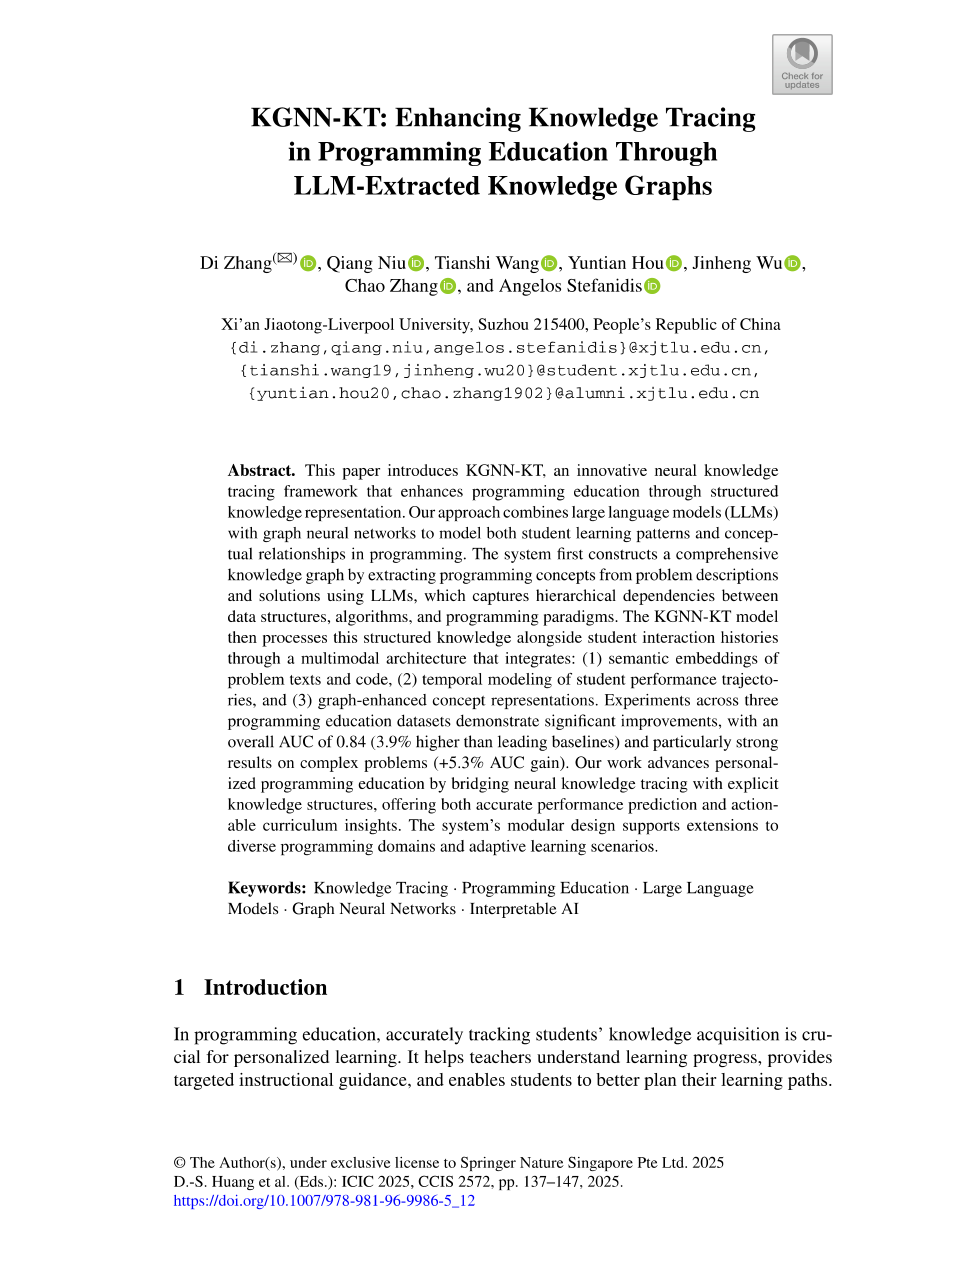 Check for
updates
KGNN-KT: Enhancing Knowledge Tracing
in Programming Education Through
LLM-Extracted Knowledge Graphs
Di Zhang(✉), Qiang Niu, Tianshi Wang, Yuntian Hou, Jinheng Wu,
Chao Zhang, and Angelos Stefanidis
Xi'an Jiaotong-Liverpool University, Suzhou 215400, People's Republic of China
{di.zhang,qiang.niu,angelos.stefanidis}@xjtlu.edu.cn,
{tianshi.wang19,jinheng.wu20}@student.xjtlu.edu.cn,
{yuntian.hou20,chao.zhang1902}@alumni.xjtlu.edu.cn
Abstract. This paper introduces KGNN-KT, an innovative neural knowledge
tracing framework that enhances programming education through structured
knowledge representation. Our approach combines large language models (LLMs)
with graph neural networks to model both student learning patterns and concep-
tual relationships in programming. The system first constructs a comprehensive
knowledge graph by extracting programming concepts from problem descriptions
and solutions using LLMs, which captures hierarchical dependencies between
data structures, algorithms, and programming paradigms. The KGNN-KT model
then processes this structured knowledge alongside student interaction histories
through a multimodal architecture that integrates: (1) semantic embeddings of
problem texts and code, (2) temporal modeling of student performance trajecto-
ries, and (3) graph-enhanced concept representations. Experiments across three
programming education datasets demonstrate significant improvements, with an
overall AUC of 0.84 (3.9% higher than leading baselines) and particularly strong
results on complex problems (+5.3% AUC gain). Our work advances personal-
ized programming education by bridging neural knowledge tracing with explicit
knowledge structures, offering both accurate performance prediction and action-
able curriculum insights. The system's modular design supports extensions to
diverse programming domains and adaptive learning scenarios.
Keywords: Knowledge Tracing · Programming Education · Large Language
Models · Graph Neural Networks · Interpretable AI
1 Introduction
In programming education, accurately tracking students' knowledge acquisition is cru-
cial for personalized learning. It helps teachers understand learning progress, provides
targeted instructional guidance, and enables students to better plan their learning paths.
© The Author(s), under exclusive license to Springer Nature Singapore Pte Ltd. 2025
D.-S. Huang et al. (Eds.): ICIC 2025, CCIS 2572, pp. 137–147, 2025.
https://doi.org/10.1007/978-981-96-9986-5_12